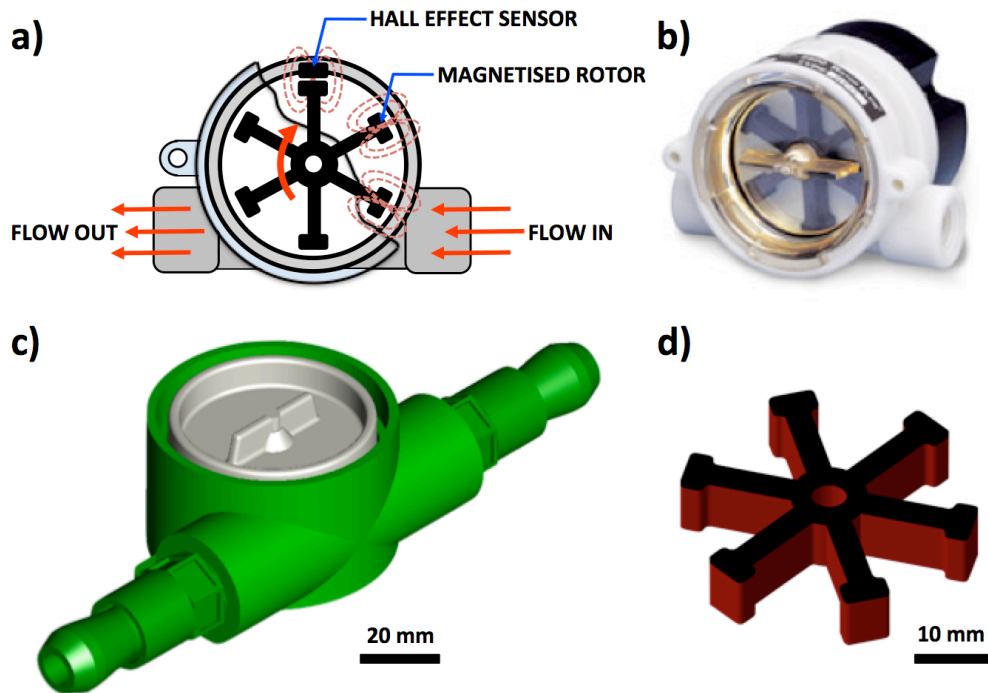 a)
HALL EFFECT SENSOR
MAGNETISED ROTOR
FLOW OUT
FLOW IN
b)
c)
20 mm
d)
10 mm